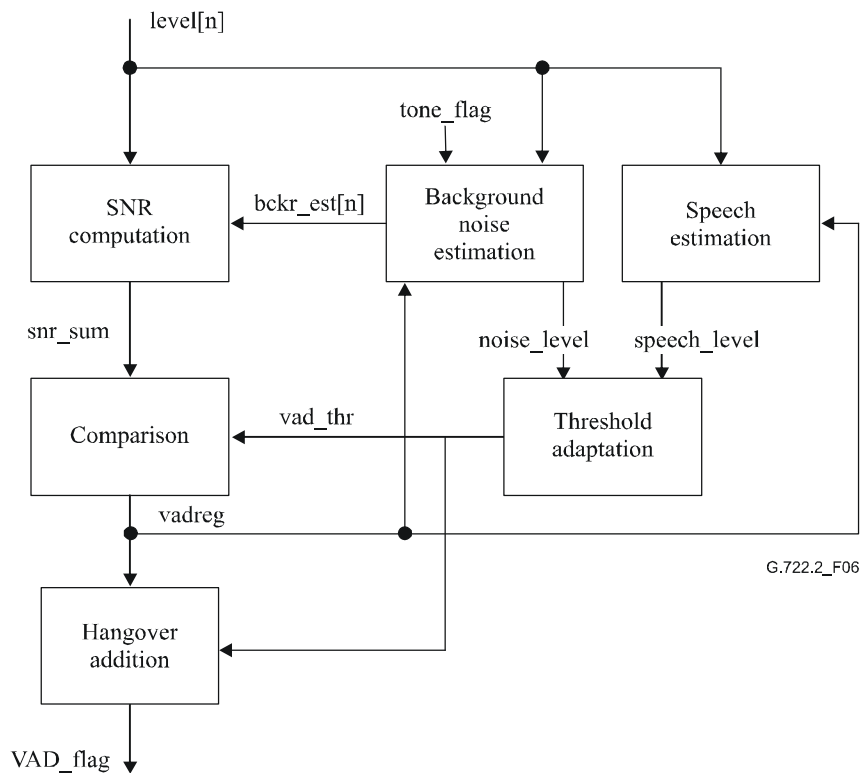 level[n]
tone_flag
SNR
computation
bckr_est[n]
Background
noise
estimation
Speech
estimation
snr_sum
noise_level
speech_level
Comparison
vad_thr
Threshold
adaptation
vadreg
G.722.2_F06
Hangover
addition
VAD_flag